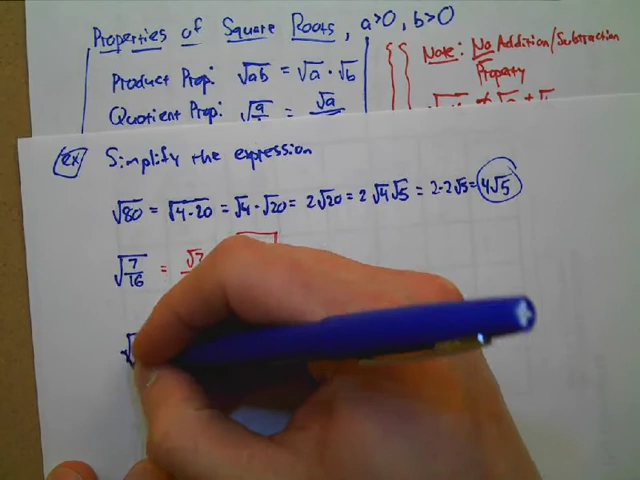 Properties of Square Roots, a>0, b>0
Product Prop: √ab = √a · √b
Quotient Prop: √a/ = √a
Note: No Addition/Subtraction
Property
ex Simplify the expression
√80 = √4·20 = √4 · √20 = 2√20 = 2√4√5 = 2·2√5 = 4√5
√7/16 = √7